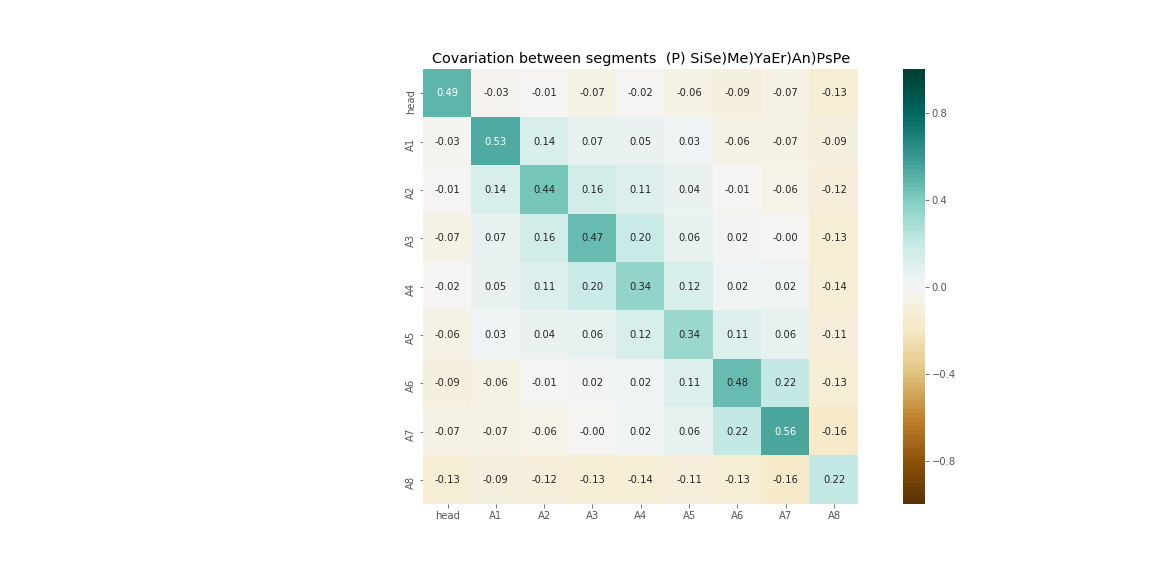 Covariation between segments  (P) SiSe)Me)YaEr)An)PsPe
head 0.49 -0.03 -0.01 -0.07 -0.02 -0.06 -0.09 -0.07 -0.13
A1 -0.03 0.53 0.14 0.07 0.05 0.03 -0.06 -0.07 -0.09
A2 -0.01 0.14 0.44 0.16 0.11 0.04 -0.01 -0.06 -0.12
A3 -0.07 0.07 0.16 0.47 0.20 0.06 0.02 -0.00 -0.13
A4 -0.02 0.05 0.11 0.20 0.34 0.12 0.02 0.02 -0.14
A5 -0.06 0.03 0.04 0.06 0.12 0.34 0.11 0.06 -0.11
A6 -0.09 -0.06 -0.01 0.02 0.02 0.11 0.48 0.22 -0.13
A7 -0.07 -0.07 -0.06 -0.00 0.02 0.06 0.22 0.56 -0.16
A8 -0.13 -0.09 -0.12 -0.13 -0.14 -0.11 -0.13 -0.16 0.22
head A1 A2 A3 A4 A5 A6 A7 A8
0.8
0.4
0.0
−0.4
−0.8